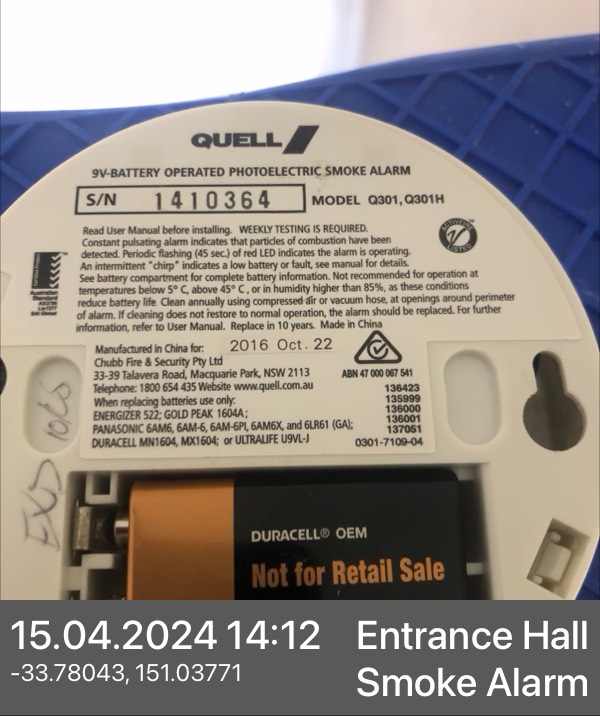 QUELL
9V-BATTERY OPERATED PHOTOELECTRIC SMOKE ALARM
S/N 1410364 MODEL Q301, Q301H
Read User Manual before installing. WEEKLY TESTING IS REQUIRED.
Constant pulsating alarm indicates that particles of combustion have been
detected. Periodic flashing (45 sec.) of red LED indicates the alarm is operating.
An intermittent "chirp" indicates a low battery or fault, see manual for details.
See battery compartment for complete battery information. Not recommended for operation at
temperatures below 5° C, above 45° C, or in humidity higher than 85%, as these conditions
reduce battery life. Clean annually using compressed air or vacuum hose, at openings around perimeter
of alarm. If cleaning does not restore to normal operation, the alarm should be replaced. For further
information, refer to User Manual. Replace in 10 years. Made in China
ACTIVFIRE
Australian
Standard
Manufactured in China for: 2016 Oct. 22
Chubb Fire & Security Pty Ltd
33-39 Talavera Road, Macquarie Park, NSW 2113
ABN 47 000 067 541
Telephone: 1800 654 435 Website www.quell.com.au
When replacing batteries use only:
ENERGIZER 522; GOLD PEAK 1604A;
PANASONIC 6AM6, 6AM-6, 6AM-6PI, 6AM6X, and 6LR61 (GA);
DURACELL MN1604, MX1604; or ULTRALIFE U9VL-J
136423
135999
136000
136001
137051
0301-7109-04
DURACELL® OEM
Not for Retail Sale
15.04.2024 14:12
-33.78043, 151.03771
Entrance Hall
Smoke Alarm